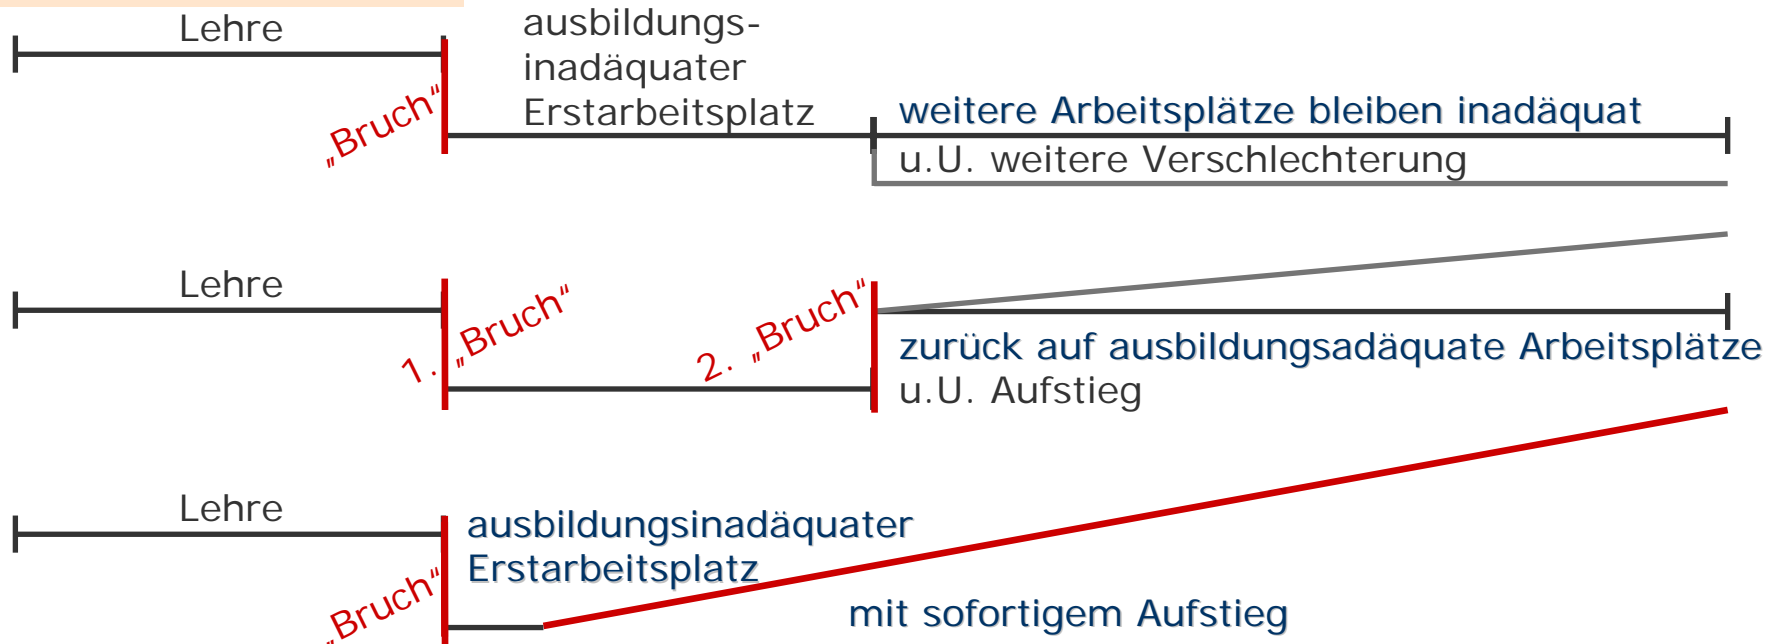 Lehre
ausbildungs-
inadäquater
Erstarbeitsplatz
„Bruch“
weitere Arbeitsplätze bleiben inadäquat
u.U. weitere Verschlechterung
Lehre
1. „Bruch“
2. „Bruch“
zurück auf ausbildungsadäquate Arbeitsplätze
u.U. Aufstieg
Lehre
„Bruch“
ausbildungsinadäquater
Erstarbeitsplatz
mit sofortigem Aufstieg